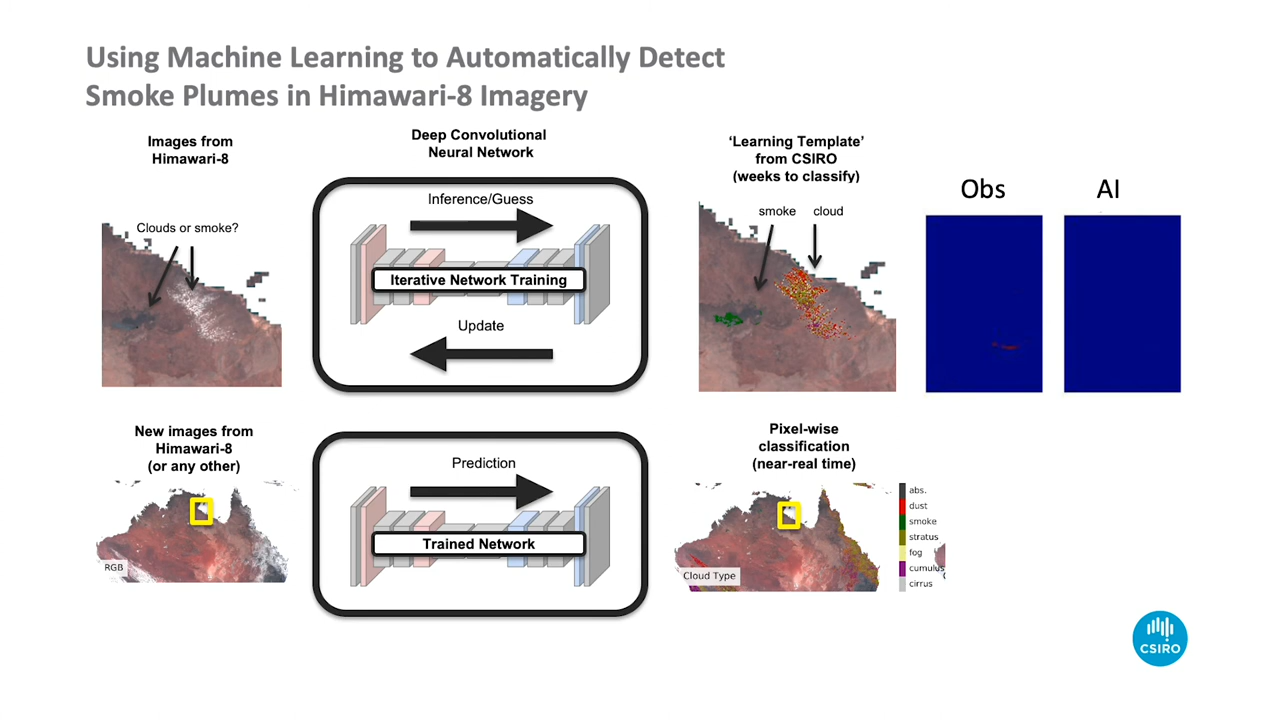 Using Machine Learning to Automatically Detect
Smoke Plumes in Himawari-8 Imagery
Images from
Himawari-8
Deep Convolutional
Neural Network
‘Learning Template’
from CSIRO
(weeks to classify)
Obs
AI
Clouds or smoke?
Inference/Guess
Iterative Network Training
Update
smoke
cloud
New images from
Himawari-8
(or any other)
Prediction
Trained Network
Pixel-wise
classification
(near-real time)
RGB
Cloud Type
abs.
dust
smoke
stratus
fog
cumulus
cirrus
CSIRO